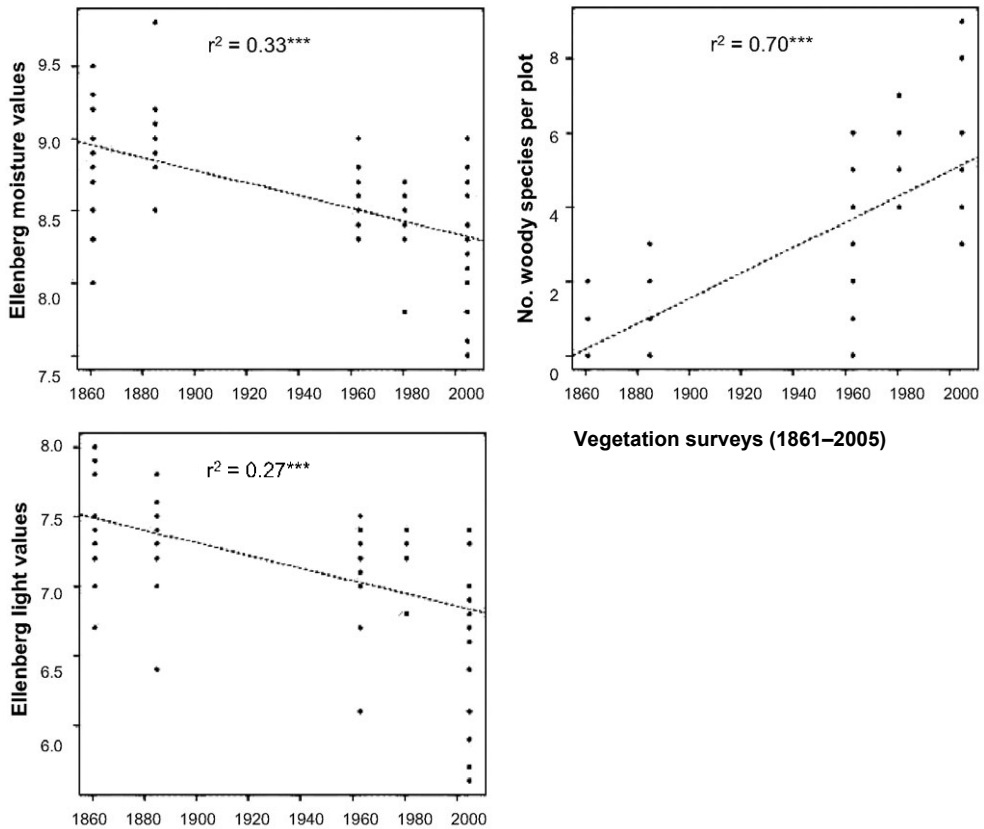 r² = 0.33***
Ellenberg moisture values
9.5
9.0
8.5
8.0
7.5
1860 1880 1900 1920 1940 1960 1980 2000
r² = 0.70***
No. woody species per plot
8
6
4
2
0
1860 1880 1900 1920 1940 1960 1980 2000
Vegetation surveys (1861–2005)
r² = 0.27***
Ellenberg light values
8.0
7.5
7.0
6.5
6.0
1860 1880 1900 1920 1940 1960 1980 2000